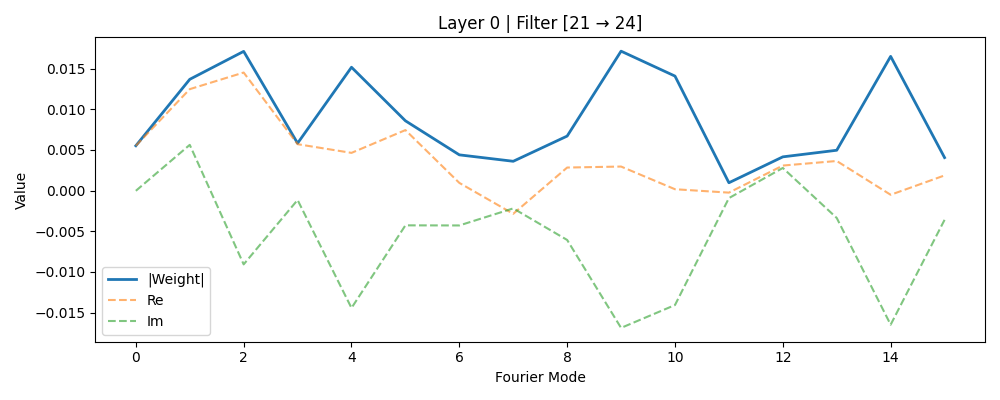 Layer 0 | Filter [21 → 24]
Value
0.015
0.010
0.005
0.000
−0.005
−0.010
−0.015
|Weight|
Re
Im
0 2 4 6 8 10 12 14
Fourier Mode